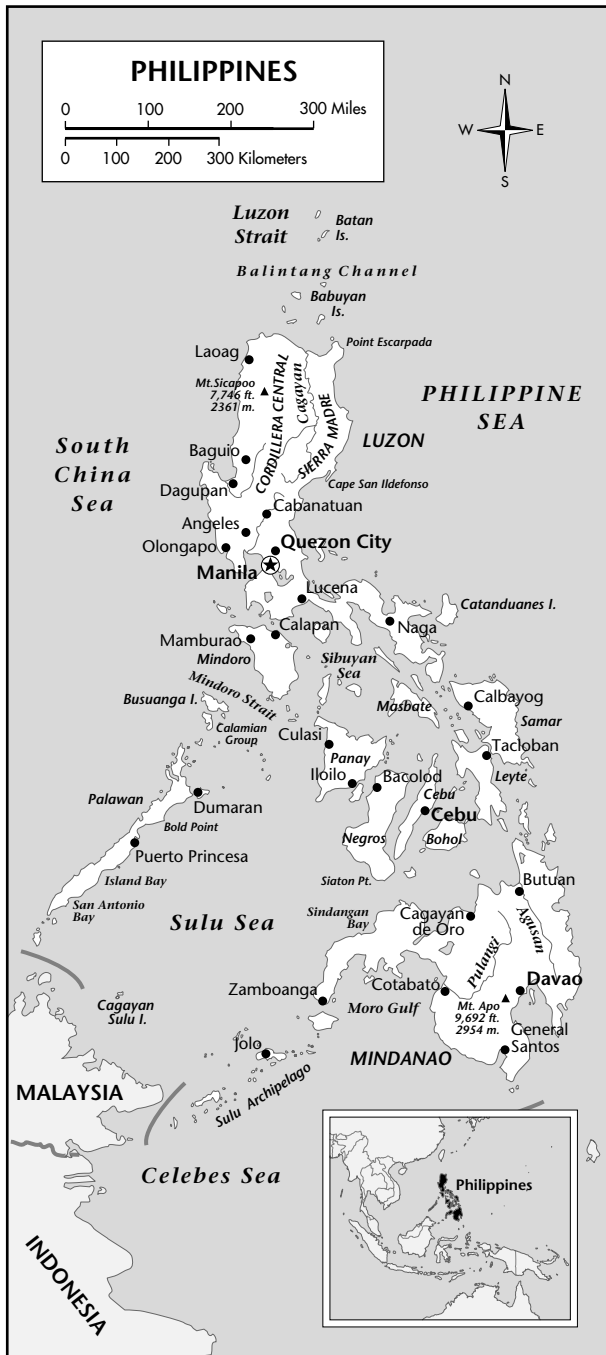 PHILIPPINES
0 100 200 300 Miles
0 100 200 300 Kilometers
N
W E
S
Luzon
Strait
Batan
Is.
Balintang Channel
Babuyan
Is.
Point Escarpada
Laoag
Mt.Sicapoo
7,746 ft.
2361 m.
CORDILLERA CENTRAL
Cagayan
SIERRA MADRE
PHILIPPINE
SEA
LUZON
South
China
Sea
Baguio
Dagupan
Cape San Ildefonso
Cabanatuan
Angeles
Olongapo
Quezon City
Manila
Lucena
Catanduanes I.
Naga
Calapan
Mamburao
Mindoro
Sibuyan
Sea
Mindoro Strait
Busuanga I.
Masbate
Calbayog
Samar
Calamian
Group
Culasi
Tacloban
Panay
Iloilo
Bacolod
Leyte
Cebu
Cebu
Palawan
Dumaran
Bold Point
Negros
Bohol
Puerto Princesa
Island Bay
Siaton Pt.
Butuan
San Antonio
Bay
Sulu Sea
Sindangan
Bay
Cagayan
de Oro
Agusan
Pulangi
Zamboanga
Cotabato
Davao
Cagayan
Sulu I.
Moro Gulf
Mt. Apo
9,692 ft.
2954 m.
General
Santos
Jolo
MINDANAO
MALAYSIA
Sulu Archipelago
Celebes Sea
Philippines
INDONESIA